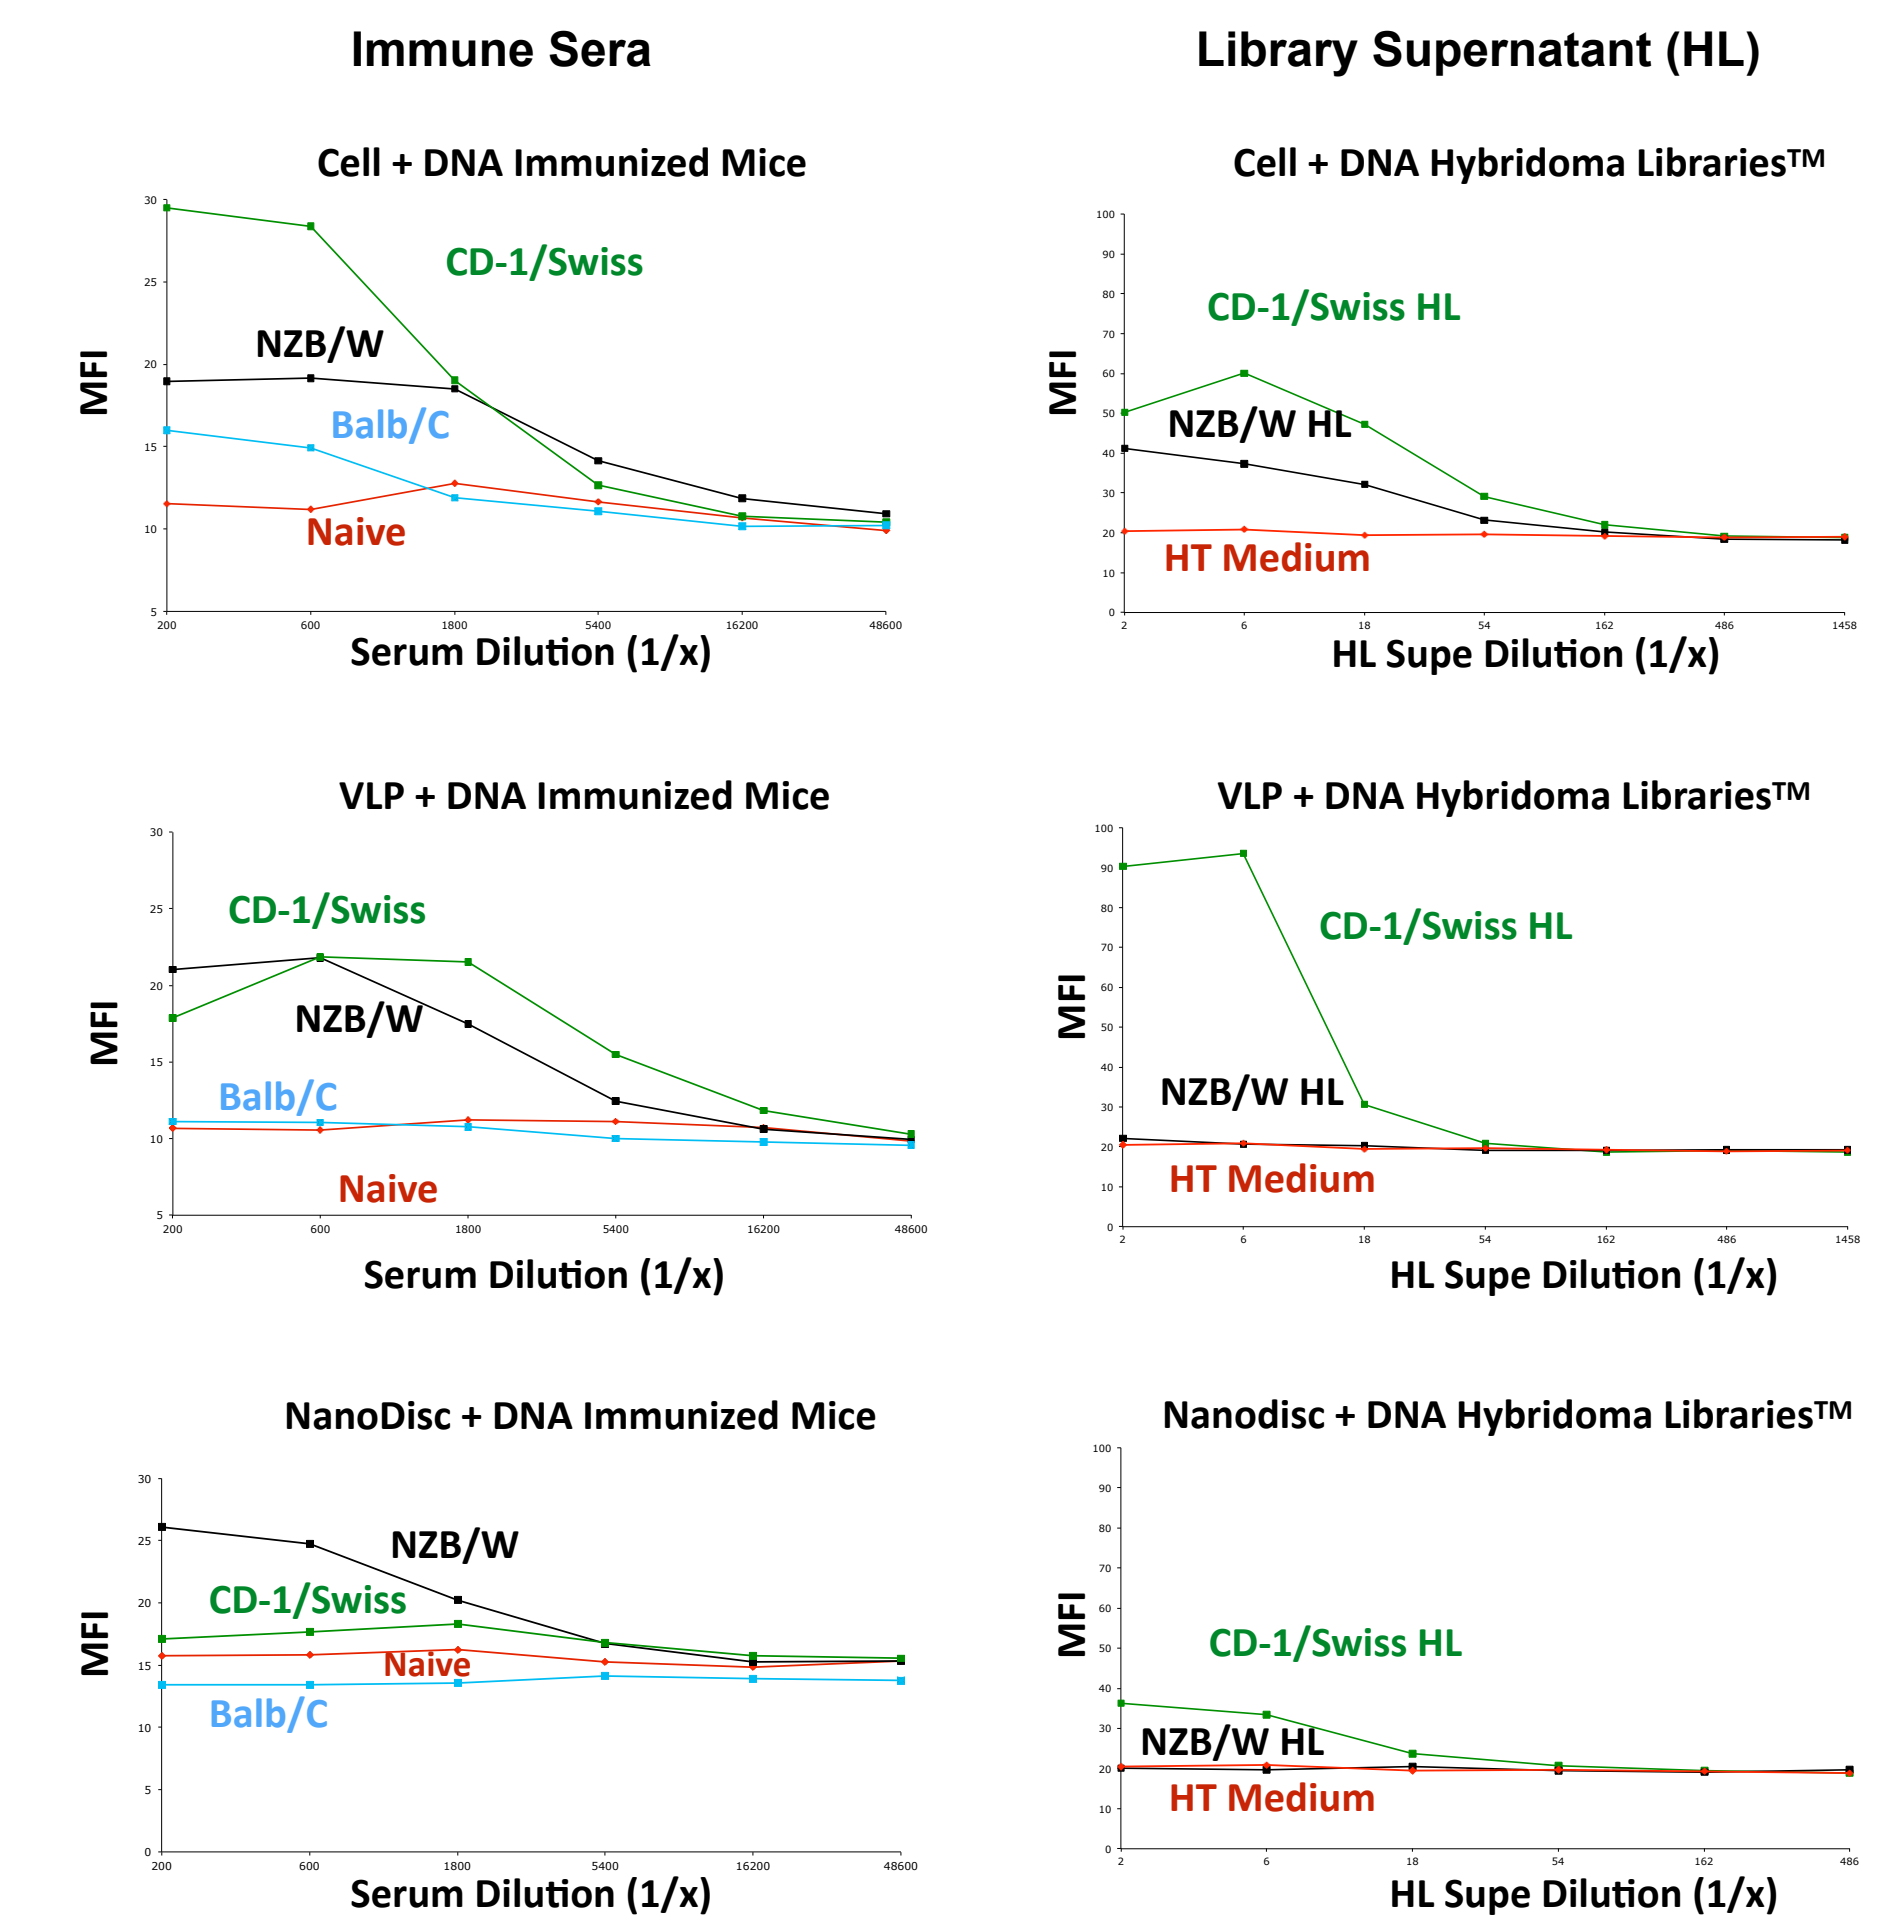 Immune Sera
Library Supernatant (HL)
Cell + DNA Immunized Mice
30
25
20
15
10
5
MFI
CD-1/Swiss
NZB/W
Balb/C
Naive
200 600 1800 5400 16200 48600
Serum Dilution (1/x)
Cell + DNA Hybridoma Libraries™
100
90
80
70
60
50
40
30
20
10
0
MFI
CD-1/Swiss HL
NZB/W HL
HT Medium
2 6 18 54 162 486 1458
HL Supe Dilution (1/x)
VLP + DNA Immunized Mice
30
25
20
15
10
5
MFI
CD-1/Swiss
NZB/W
Balb/C
Naive
200 600 1800 5400 16200 48600
Serum Dilution (1/x)
VLP + DNA Hybridoma Libraries™
100
90
80
70
60
50
40
30
20
10
0
MFI
CD-1/Swiss HL
NZB/W HL
HT Medium
2 6 18 54 162 486 1458
HL Supe Dilution (1/x)
NanoDisc + DNA Immunized Mice
30
25
20
15
10
5
0
MFI
NZB/W
CD-1/Swiss
Naive
Balb/C
200 600 1800 5400 16200 48600
Serum Dilution (1/x)
Nanodisc + DNA Hybridoma Libraries™
100
90
80
70
60
50
40
30
20
10
0
MFI
CD-1/Swiss HL
NZB/W HL
HT Medium
2 6 18 54 162 486
HL Supe Dilution (1/x)